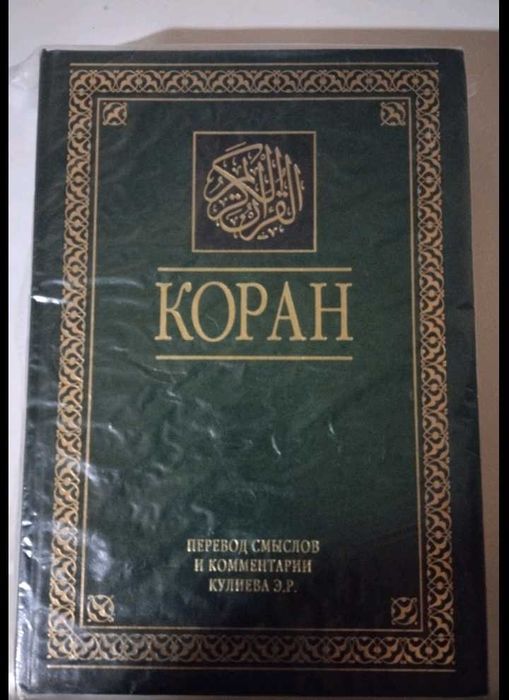 القرآن الكريم
КОРАН
ПЕРЕВОД СМЫСЛОВ
И КОММЕНТАРИИ
КУЛИЕВА Э.Р.